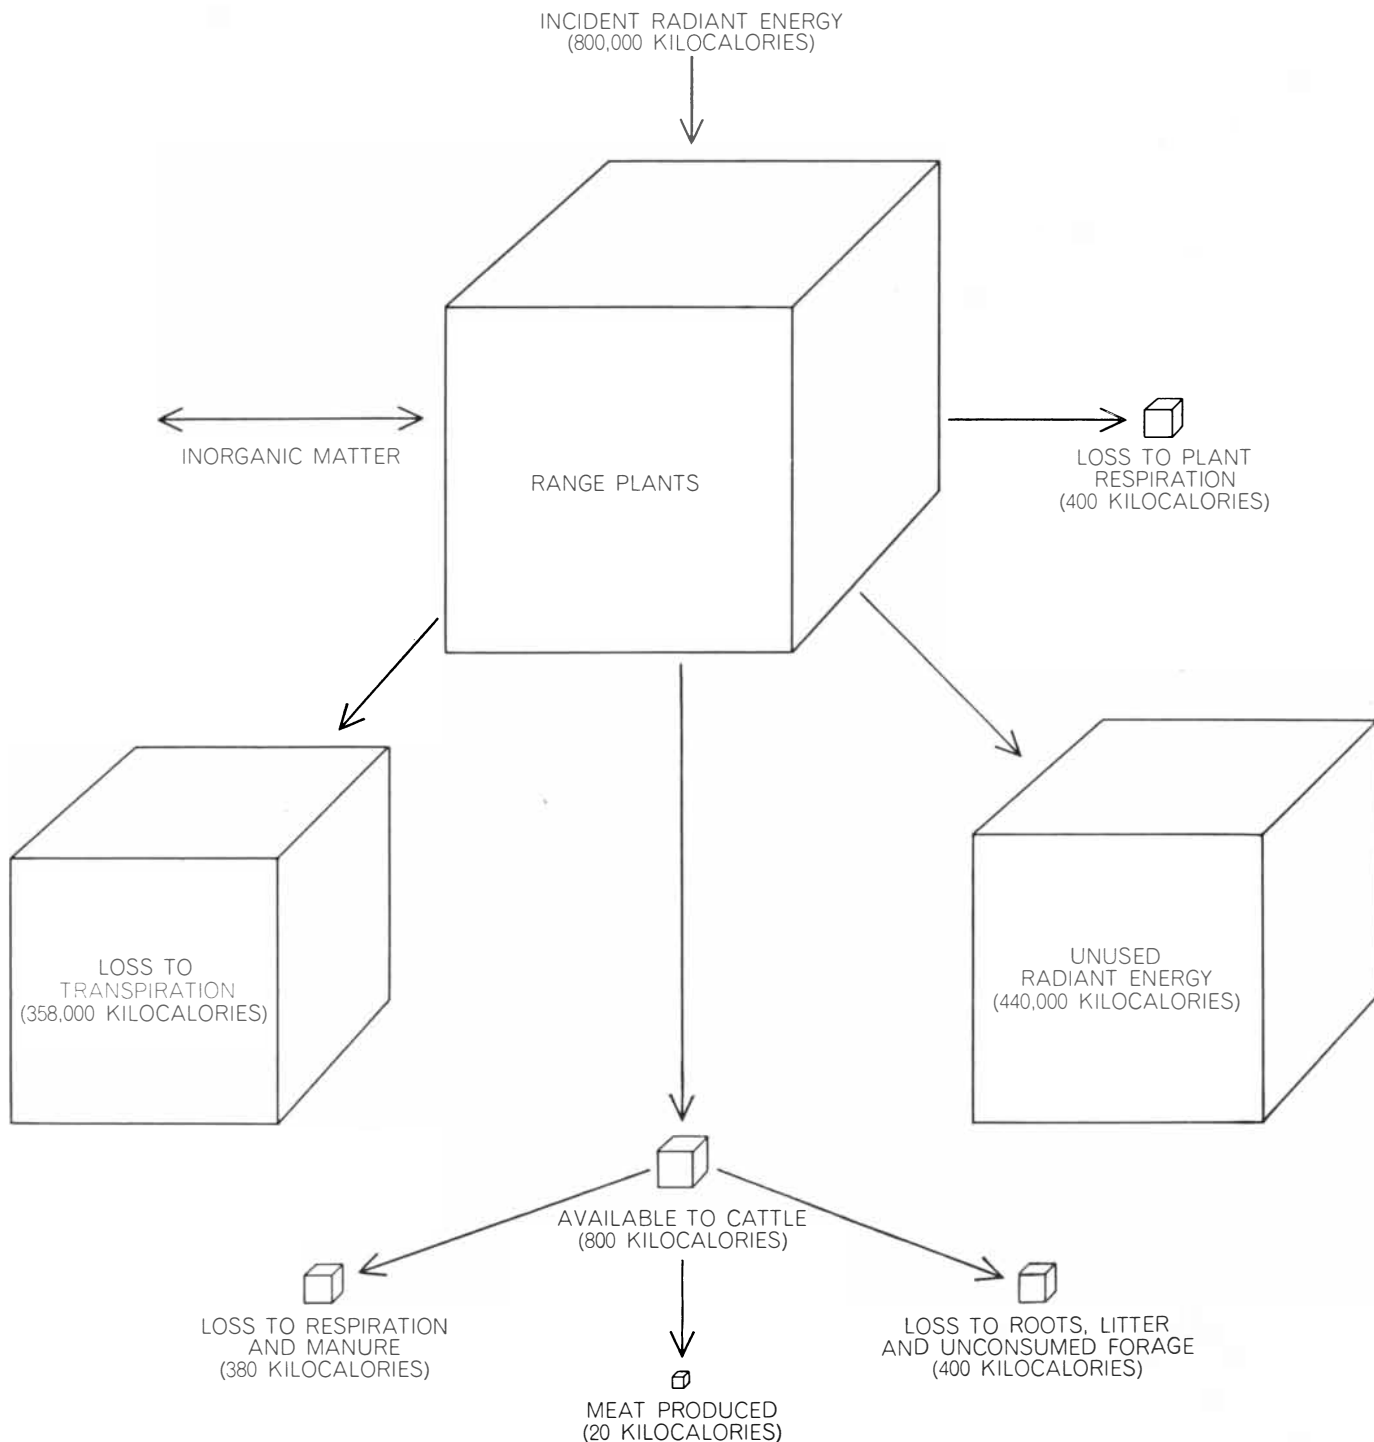 INCIDENT RADIANT ENERGY
(800,000 KILOCALORIES)
INORGANIC MATTER
RANGE PLANTS
LOSS TO PLANT
RESPIRATION
(400 KILOCALORIES)
LOSS TO
TRANSPIRATION
(358,000 KILOCALORIES)
UNUSED
RADIANT ENERGY
(440,000 KILOCALORIES)
AVAILABLE TO CATTLE
(800 KILOCALORIES)
LOSS TO RESPIRATION
AND MANURE
(380 KILOCALORIES)
LOSS TO ROOTS, LITTER
AND UNCONSUMED FORAGE
(400 KILOCALORIES)
MEAT PRODUCED
(20 KILOCALORIES)